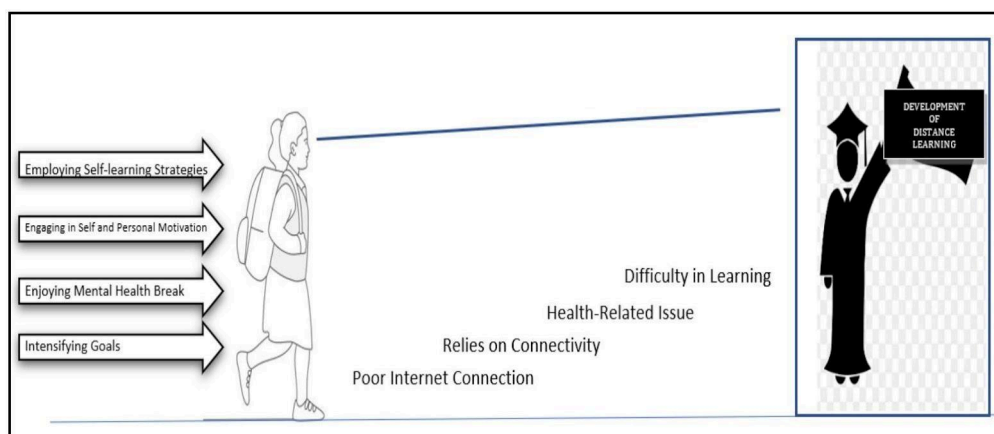 Employing Self-learning Strategies
Engaging in Self and Personal Motivation
Enjoying Mental Health Break
Intensifying Goals
Difficulty in Learning
Health-Related Issue
Relies on Connectivity
Poor Internet Connection
DEVELOPMENT
OF
DISTANCE
LEARNING